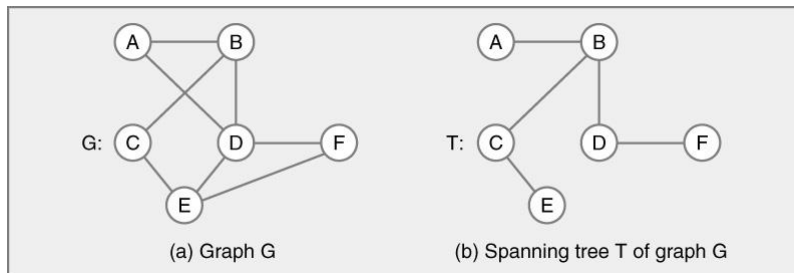 A B
G: C D F
E
(a) Graph G
A B
T: C D F
E
(b) Spanning tree T of graph G